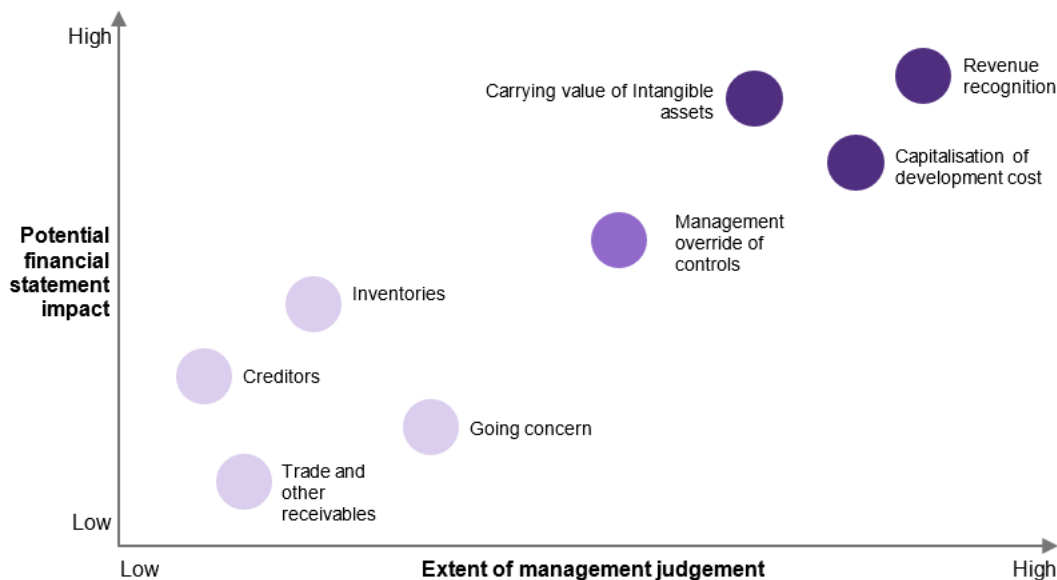 High
Revenue
recognition
Carrying value of Intangible
assets
Capitalisation of
development cost
Management
override of
controls
Potential
financial
statement
impact
Inventories
Creditors
Going concern
Trade and
other
receivables
Low
Low
Extent of management judgement
High